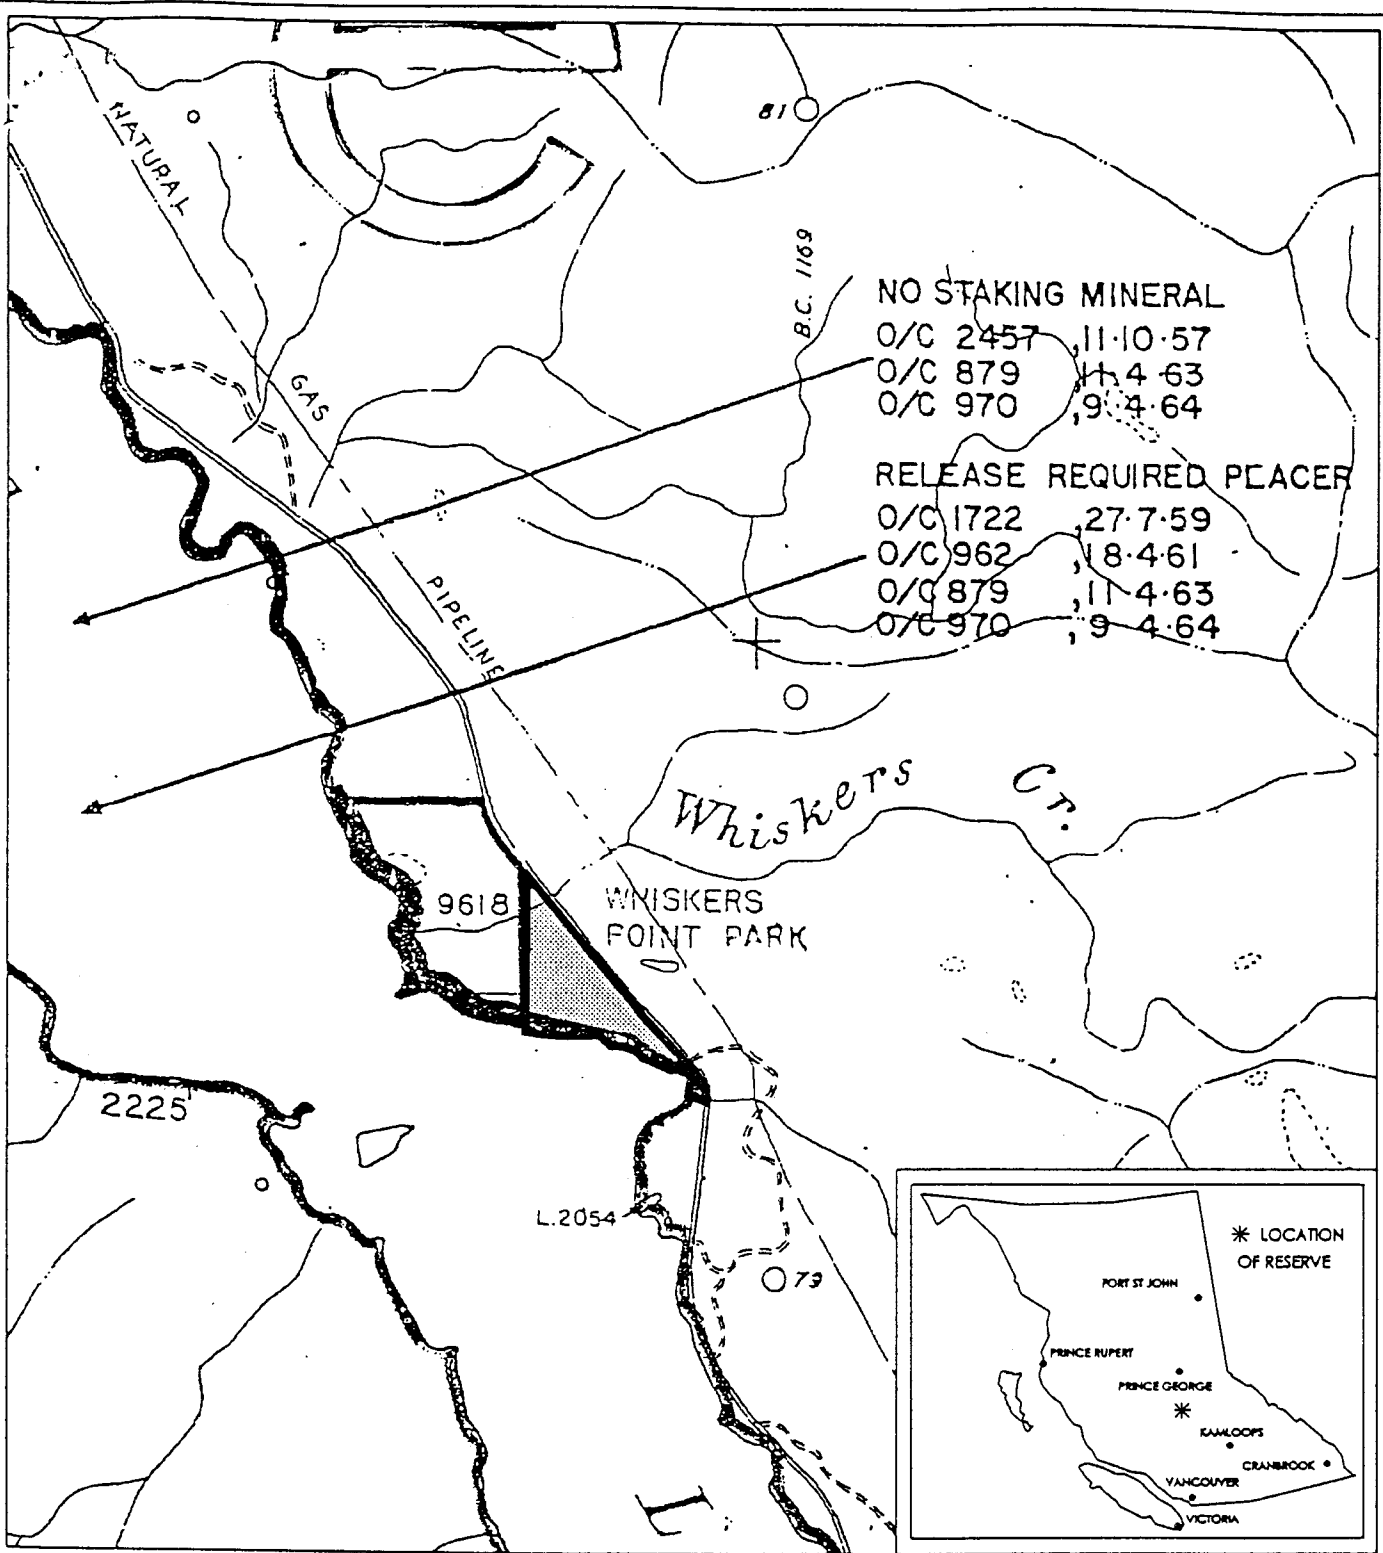 NATURAL
81
B.C. 1169
NO STAKING MINERAL
O/C 2457 ,11·10·57
O/C 879 ,11·4·63
O/C 970 ,9·4·64
GAS
RELEASE REQUIRED PLACER
O/C 1722 ,27·7·59
O/C 962 ,18·4·61
O/C 879 ,11·4·63
O/C 970 ,9·4·64
PIPELINE
Whiskers Cr.
9618
WHISKERS
POINT PARK
2225
L.2054
79
✳ LOCATION
OF RESERVE
FORT ST JOHN
PRINCE RUPERT
PRINCE GEORGE
✳
KAMLOOPS
CRANBROOK
VANCOUVER
VICTORIA